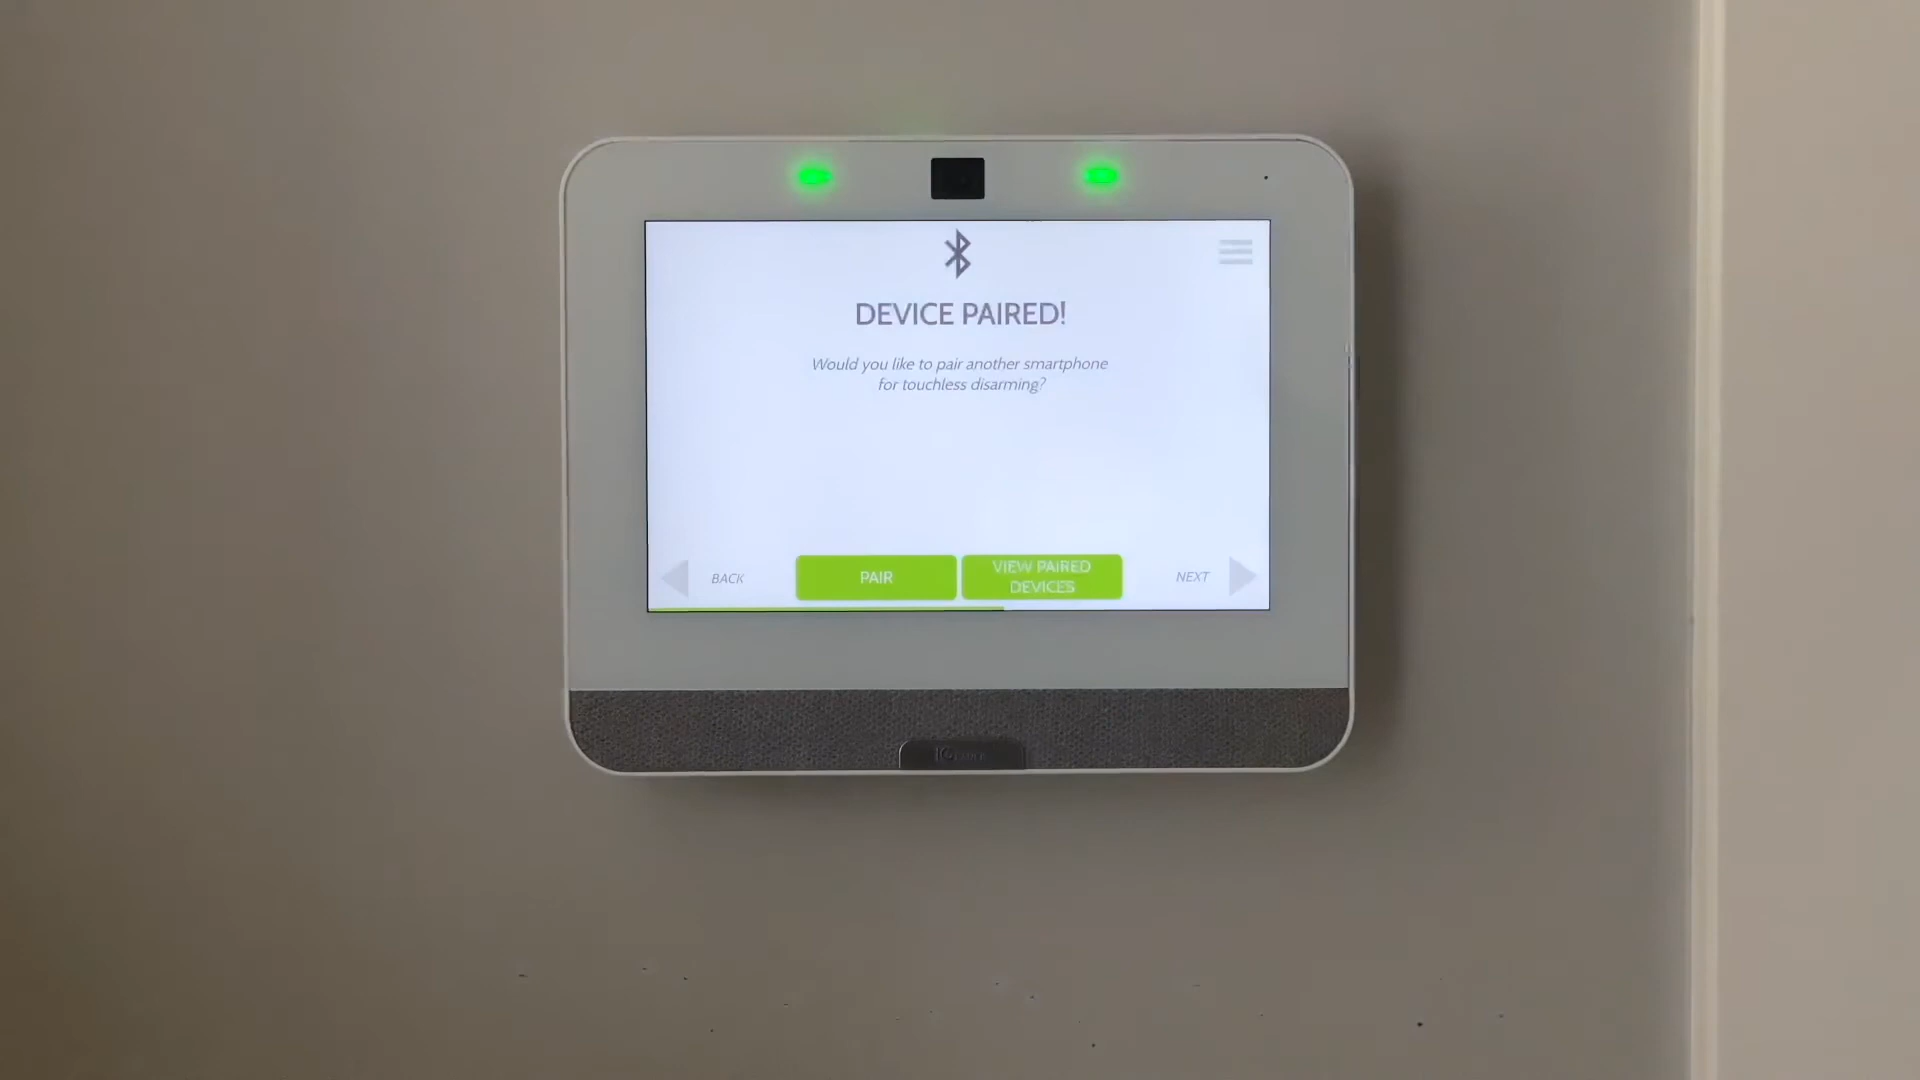 DEVICE PAIRED!
Would you like to pair another smartphone
for touchless disarming?
BACK
PAIR
VIEW PAIRED
DEVICES
NEXT